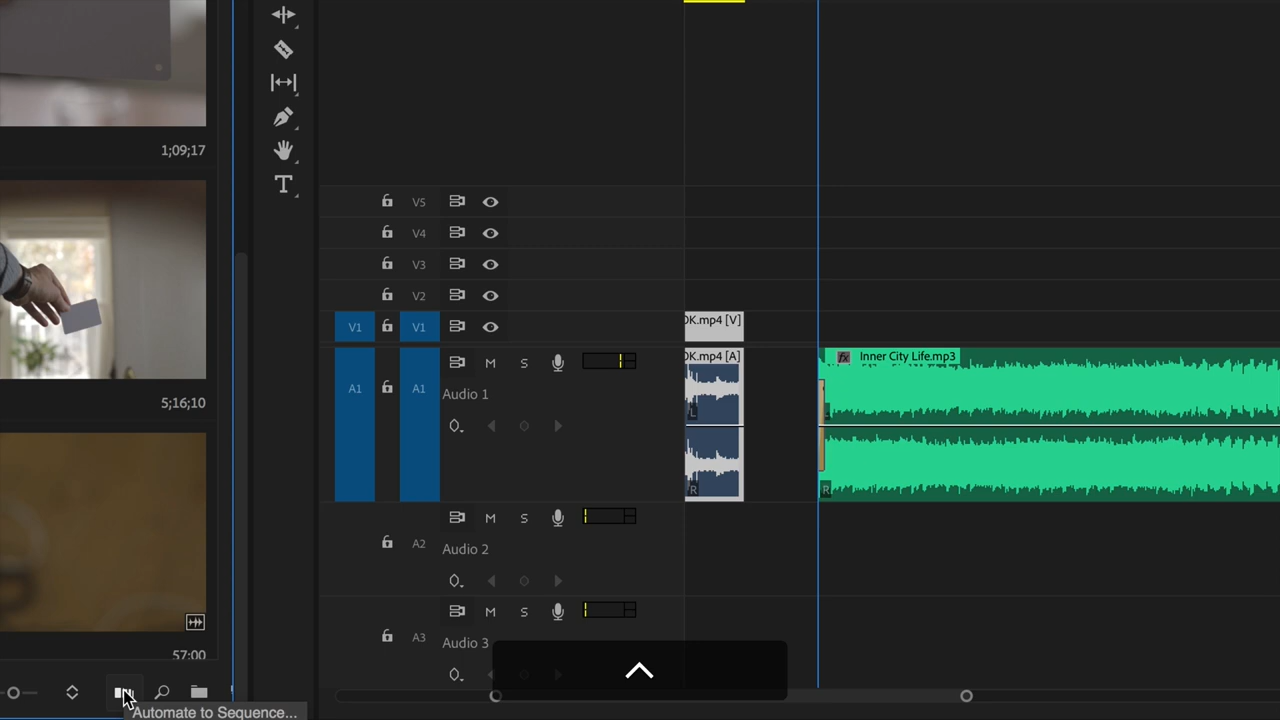 1;09;17
V5
V4
V3
V2
V1 V1
DK.mp4 [V]
A1 A1
M S
Audio 1
DK.mp4 [A]
L
R
fx Inner City Life.mp3
L
R
5;16;10
A2
M S
Audio 2
A3
M S
Audio 3
57:00
Automate to Sequence...